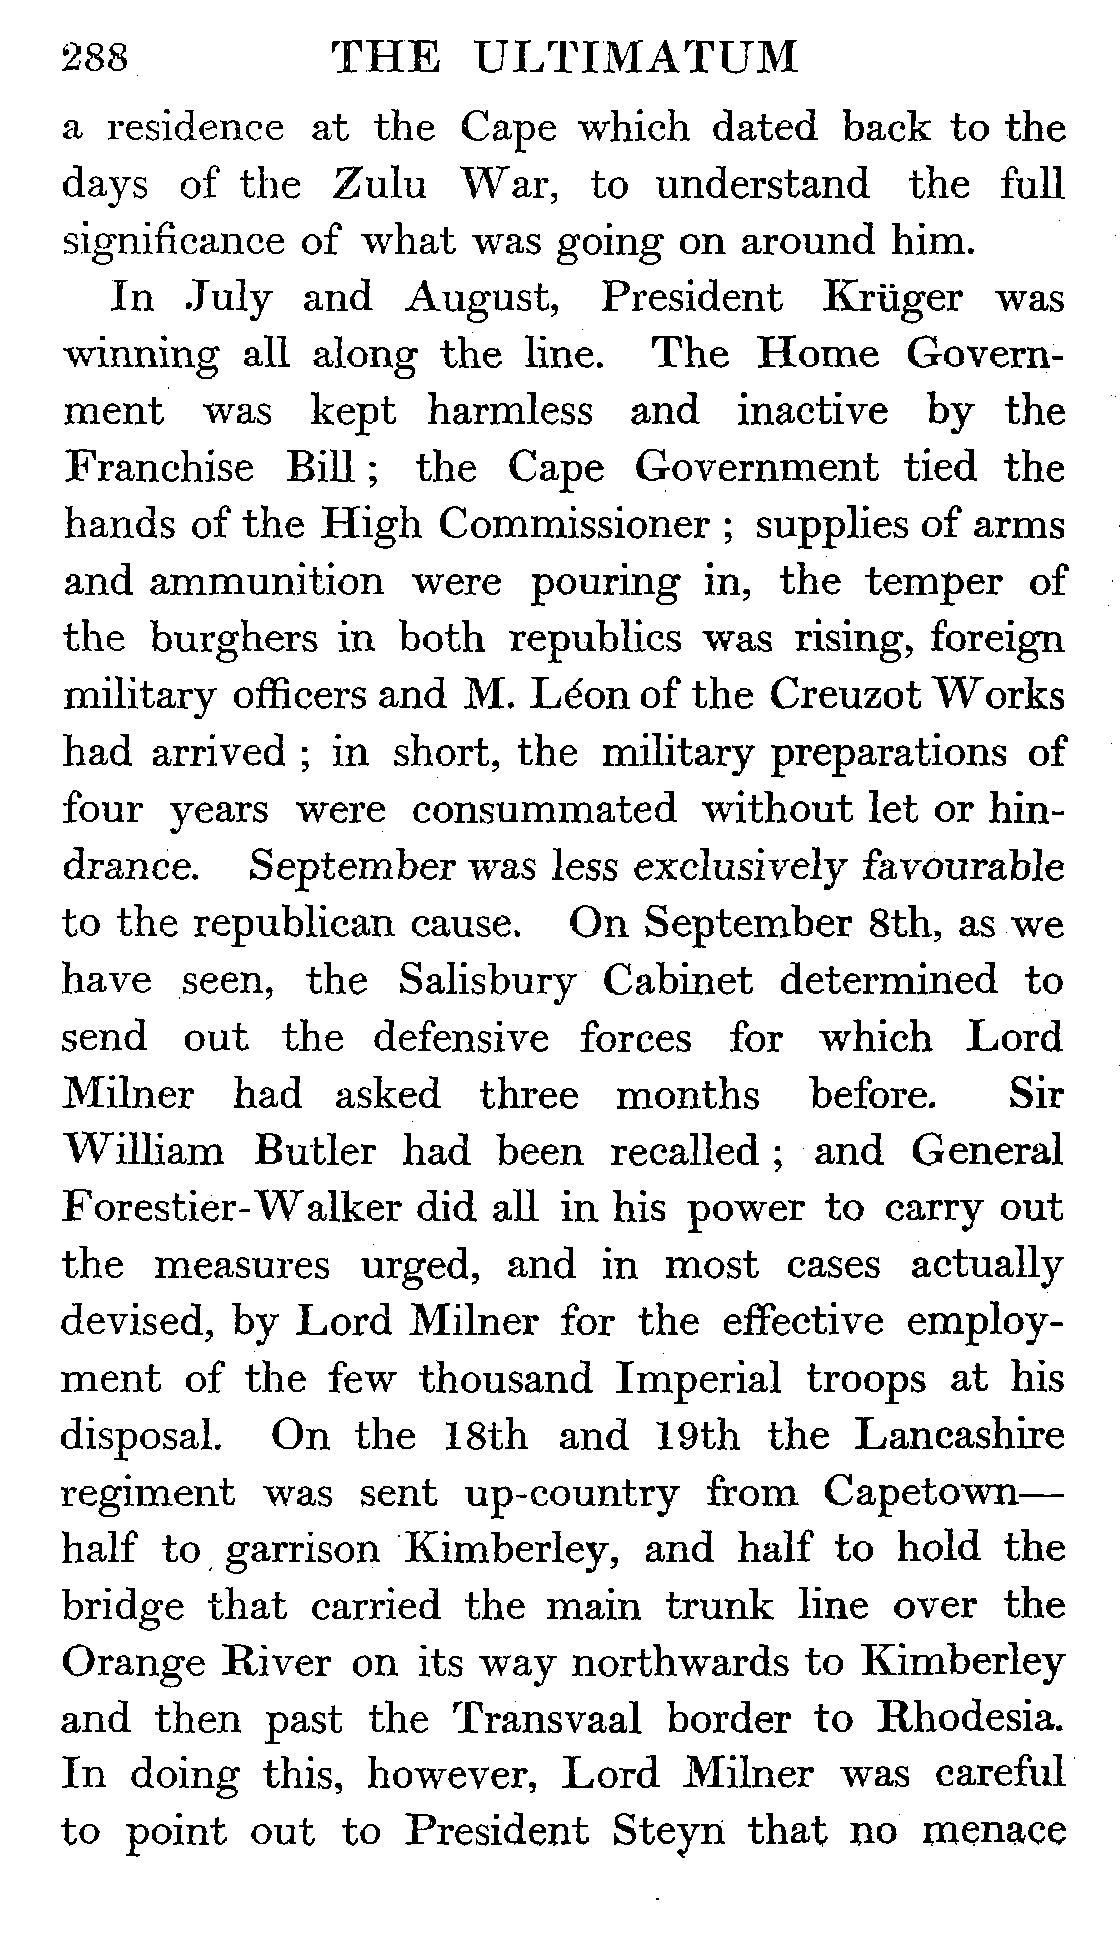 288 THE ULTIMATUM
a residence at the Cape which dated back to the
days of the Zulu War, to understand the full
significance of what was going on around him.
In July and August, President Krüger was
winning all along the line. The Home Govern-
ment was kept harmless and inactive by the
Franchise Bill ; the Cape Government tied the
hands of the High Commissioner ; supplies of arms
and ammunition were pouring in, the temper of
the burghers in both republics was rising, foreign
military officers and M. Léon of the Creuzot Works
had arrived ; in short, the military preparations of
four years were consummated without let or hin-
drance. September was less exclusively favourable
to the republican cause. On September 8th, as we
have seen, the Salisbury Cabinet determined to
send out the defensive forces for which Lord
Milner had asked three months before. Sir
William Butler had been recalled ; and General
Forestier-Walker did all in his power to carry out
the measures urged, and in most cases actually
devised, by Lord Milner for the effective employ-
ment of the few thousand Imperial troops at his
disposal. On the 18th and 19th the Lancashire
regiment was sent up-country from Capetown—
half to garrison Kimberley, and half to hold the
bridge that carried the main trunk line over the
Orange River on its way northwards to Kimberley
and then past the Transvaal border to Rhodesia.
In doing this, however, Lord Milner was careful
to point out to President Steyn that no menace